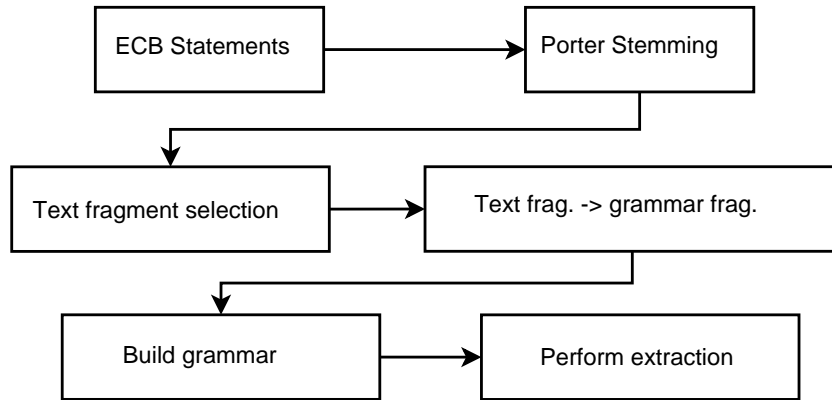 ECB Statements
Porter Stemming
Text fragment selection
Text frag. -> grammar frag.
Build grammar
Perform extraction